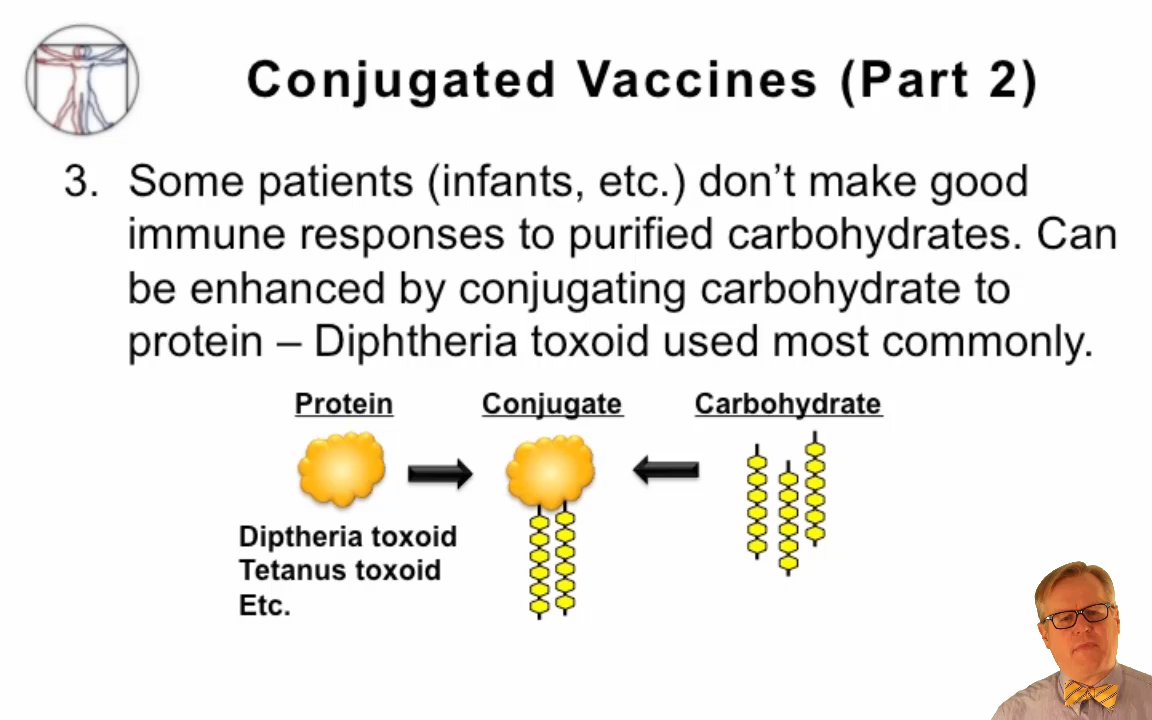 Conjugated Vaccines (Part 2)
3. Some patients (infants, etc.) don’t make good
immune responses to purified carbohydrates. Can
be enhanced by conjugating carbohydrate to
protein – Diphtheria toxoid used most commonly.
Protein Conjugate Carbohydrate
Diptheria toxoid
Tetanus toxoid
Etc.